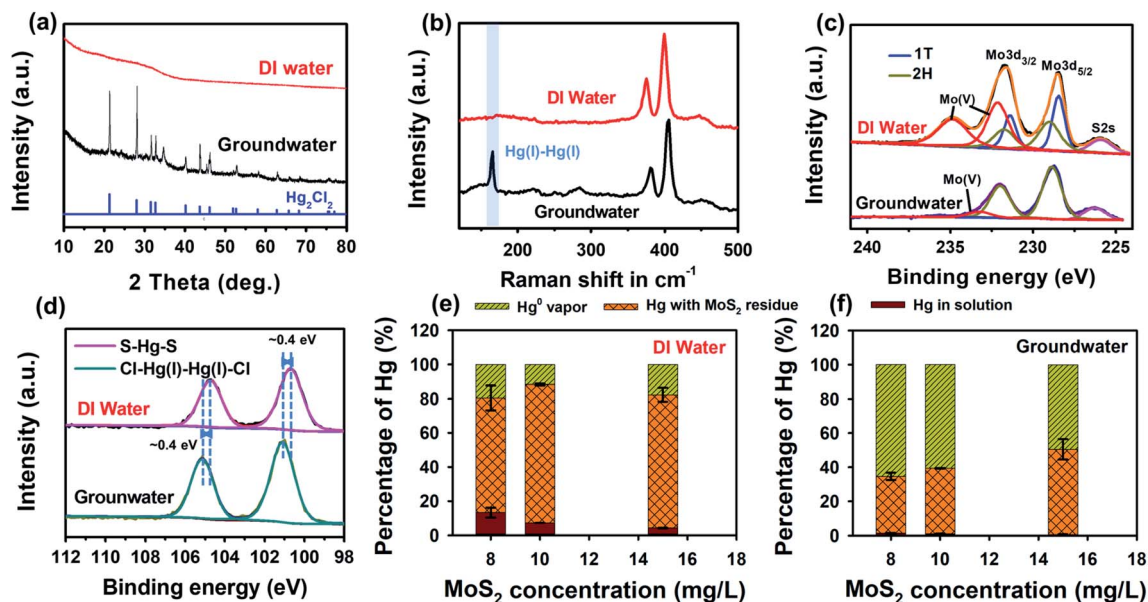 (a)
Intensity (a.u.)
DI water
Groundwater
Hg2Cl2
10 20 30 40 50 60 70 80
2 Theta (deg.)
(b)
Intensity (a.u.)
DI Water
Hg(I)-Hg(I)
Groundwater
200 300 400 500
Raman shift in cm-1
(c)
Intensity (a.u.)
1T
2H
Mo3d3/2
Mo3d5/2
Mo(V)
S2s
DI Water
Mo(V)
Groundwater
240 235 230 224
Binding energy (eV)
(d)
Intensity (a.u.)
S-Hg-S
Cl-Hg(I)-Hg(I)-Cl
~0.4 eV
DI Water
~0.4 eV
Grounwater
112 108 106 104 102 100 98
Binding energy (eV)
(e)
Hg0 vapor
Hg with MoS2 residue
Hg in solution
Percentage of Hg (%)
DI Water
120
100
80
60
40
20
0
8 10 12 14 16 18
MoS2 concentration (mg/L)
(f)
Percentage of Hg (%)
Groundwater
120
100
80
60
40
20
0
8 10 12 14 16 18
MoS2 concentration (mg/L)